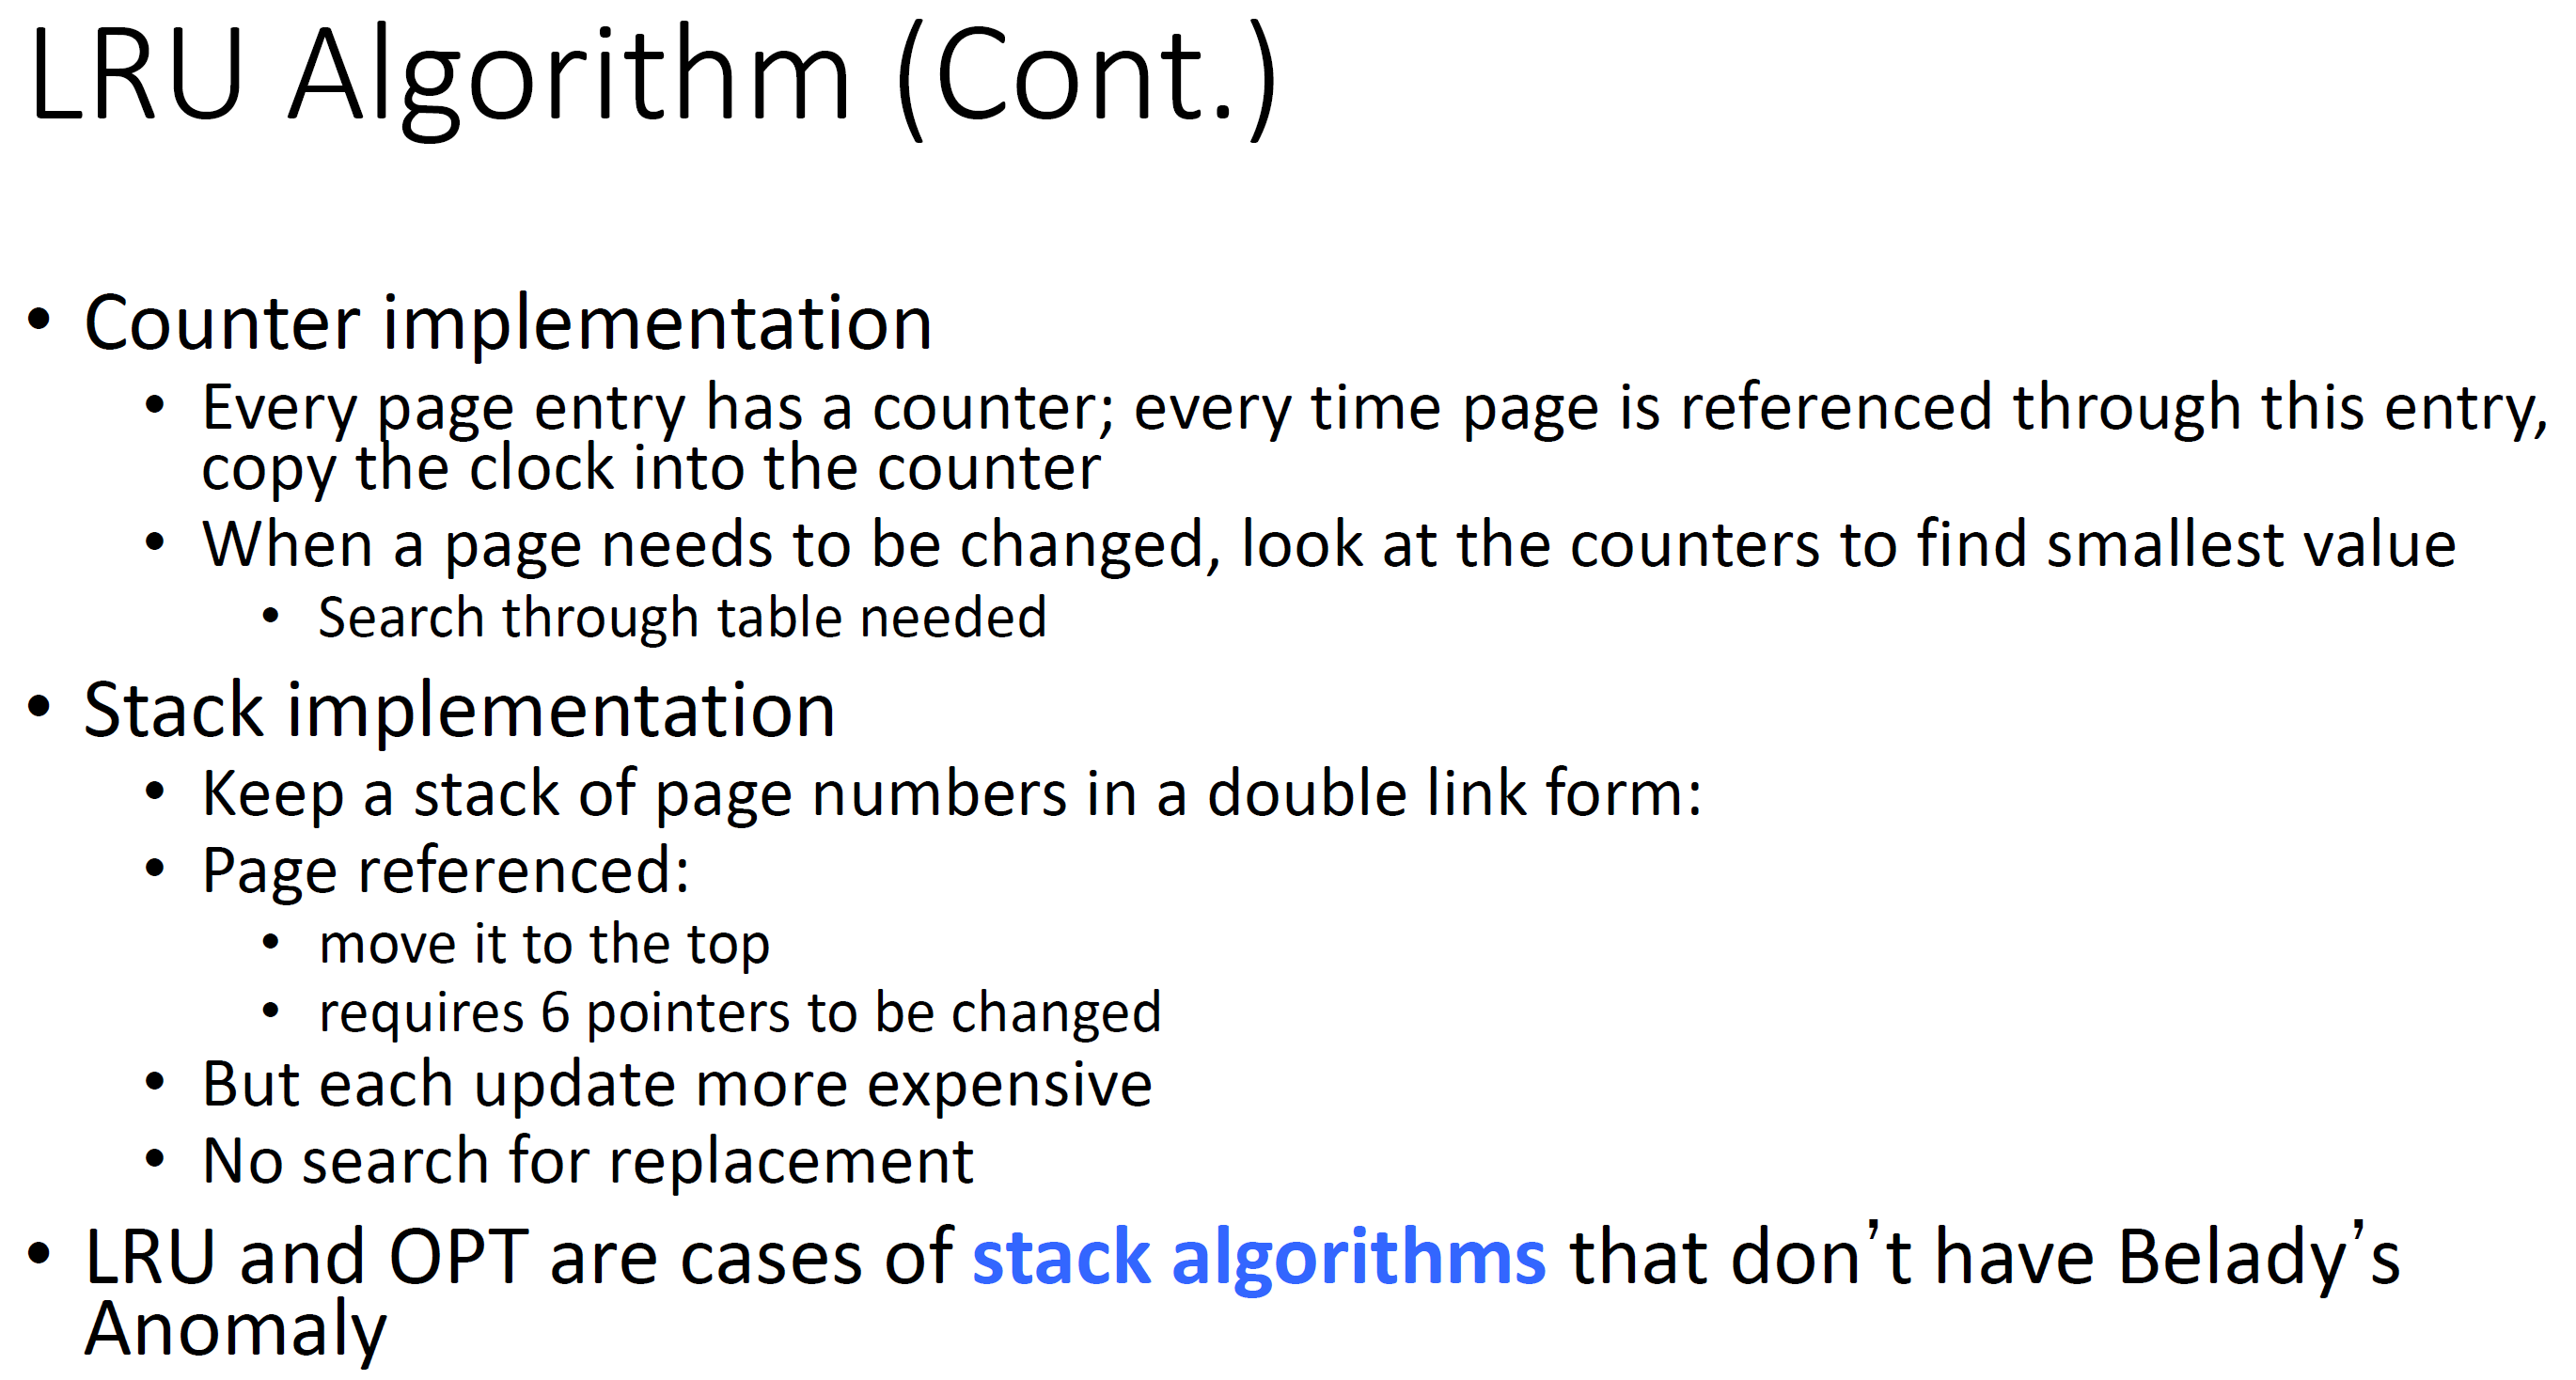 LRU Algorithm (Cont.)
• Counter implementation
• Every page entry has a counter; every time page is referenced through this entry,
copy the clock into the counter
• When a page needs to be changed, look at the counters to find smallest value
• Search through table needed
• Stack implementation
• Keep a stack of page numbers in a double link form:
• Page referenced:
• move it to the top
• requires 6 pointers to be changed
• But each update more expensive
• No search for replacement
• LRU and OPT are cases of stack algorithms that don’t have Belady’s
Anomaly